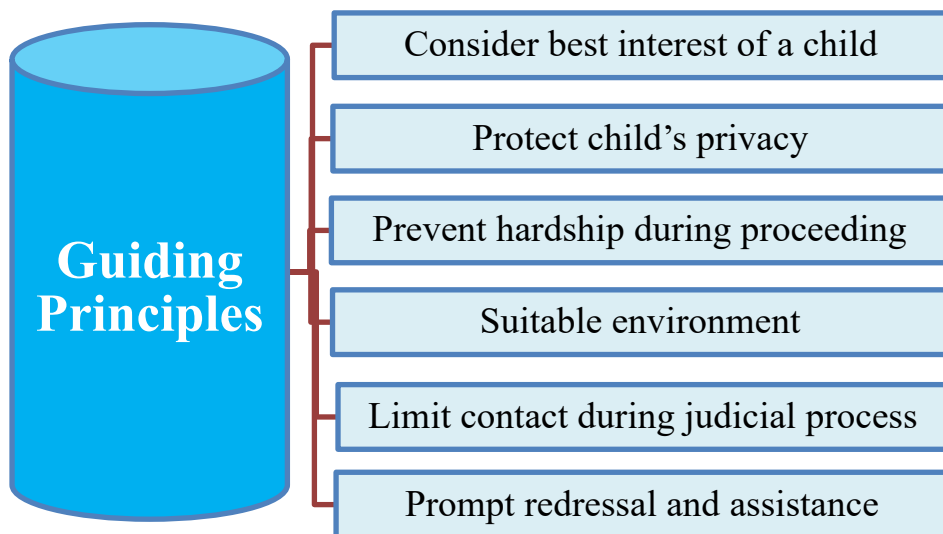 Guiding
Principles
Consider best interest of a child
Protect child’s privacy
Prevent hardship during proceeding
Suitable environment
Limit contact during judicial process
Prompt redressal and assistance